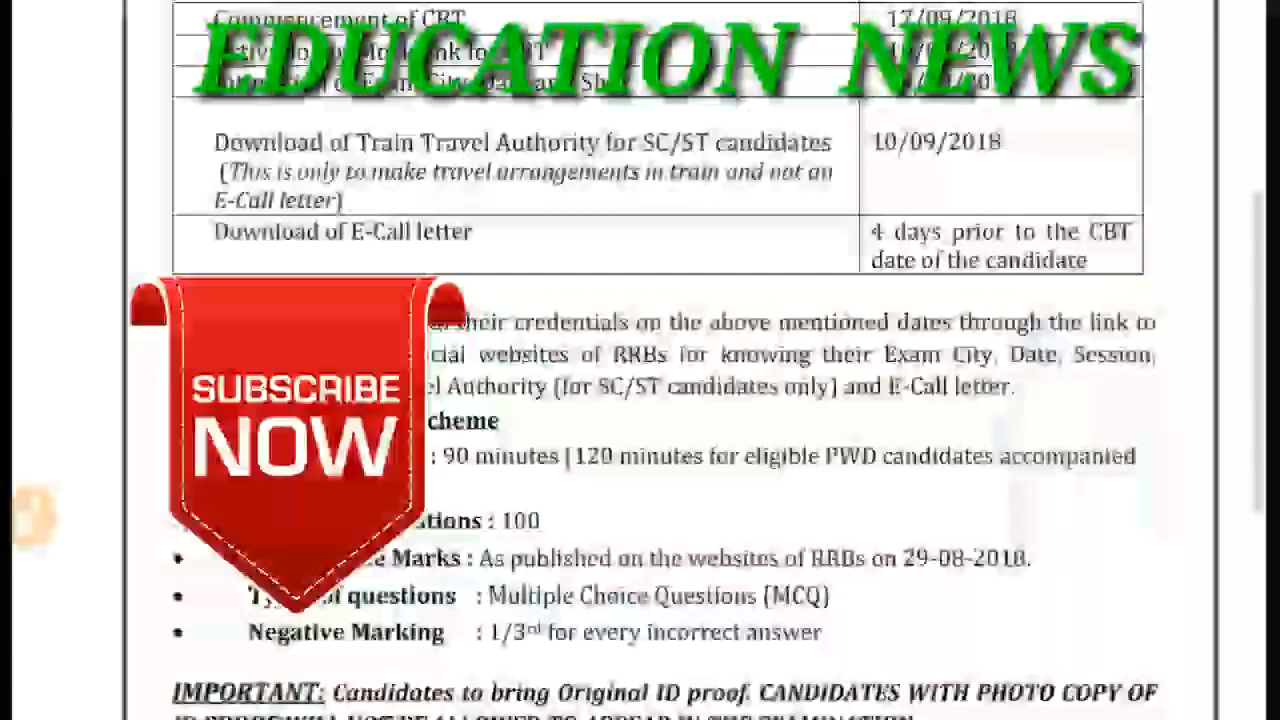 Commencement of CBT 17/09/2018
EDUCATION NEWS
Download of Train Travel Authority for SC/ST candidates 10/09/2018
(This is only to make travel arrangements in train and not an
E-Call letter)
Download of E-Call letter 4 days prior to the CBT
date of the candidate
their credentials on the above mentioned dates through the link to
websites of RRBs for knowing their Exam City, Date, Session,
Authority (for SC/ST candidates only) and E-Call letter.
SUBSCRIBE
NOW
: 90 minutes (120 minutes for eligible PWD candidates accompanied
: 100
Marks : As published on the websites of RRBs on 29-08-2018.
questions : Multiple Choice Questions (MCQ)
Negative Marking : 1/3rd for every incorrect answer
IMPORTANT: Candidates to bring Original ID proof. CANDIDATES WITH PHOTO COPY OF